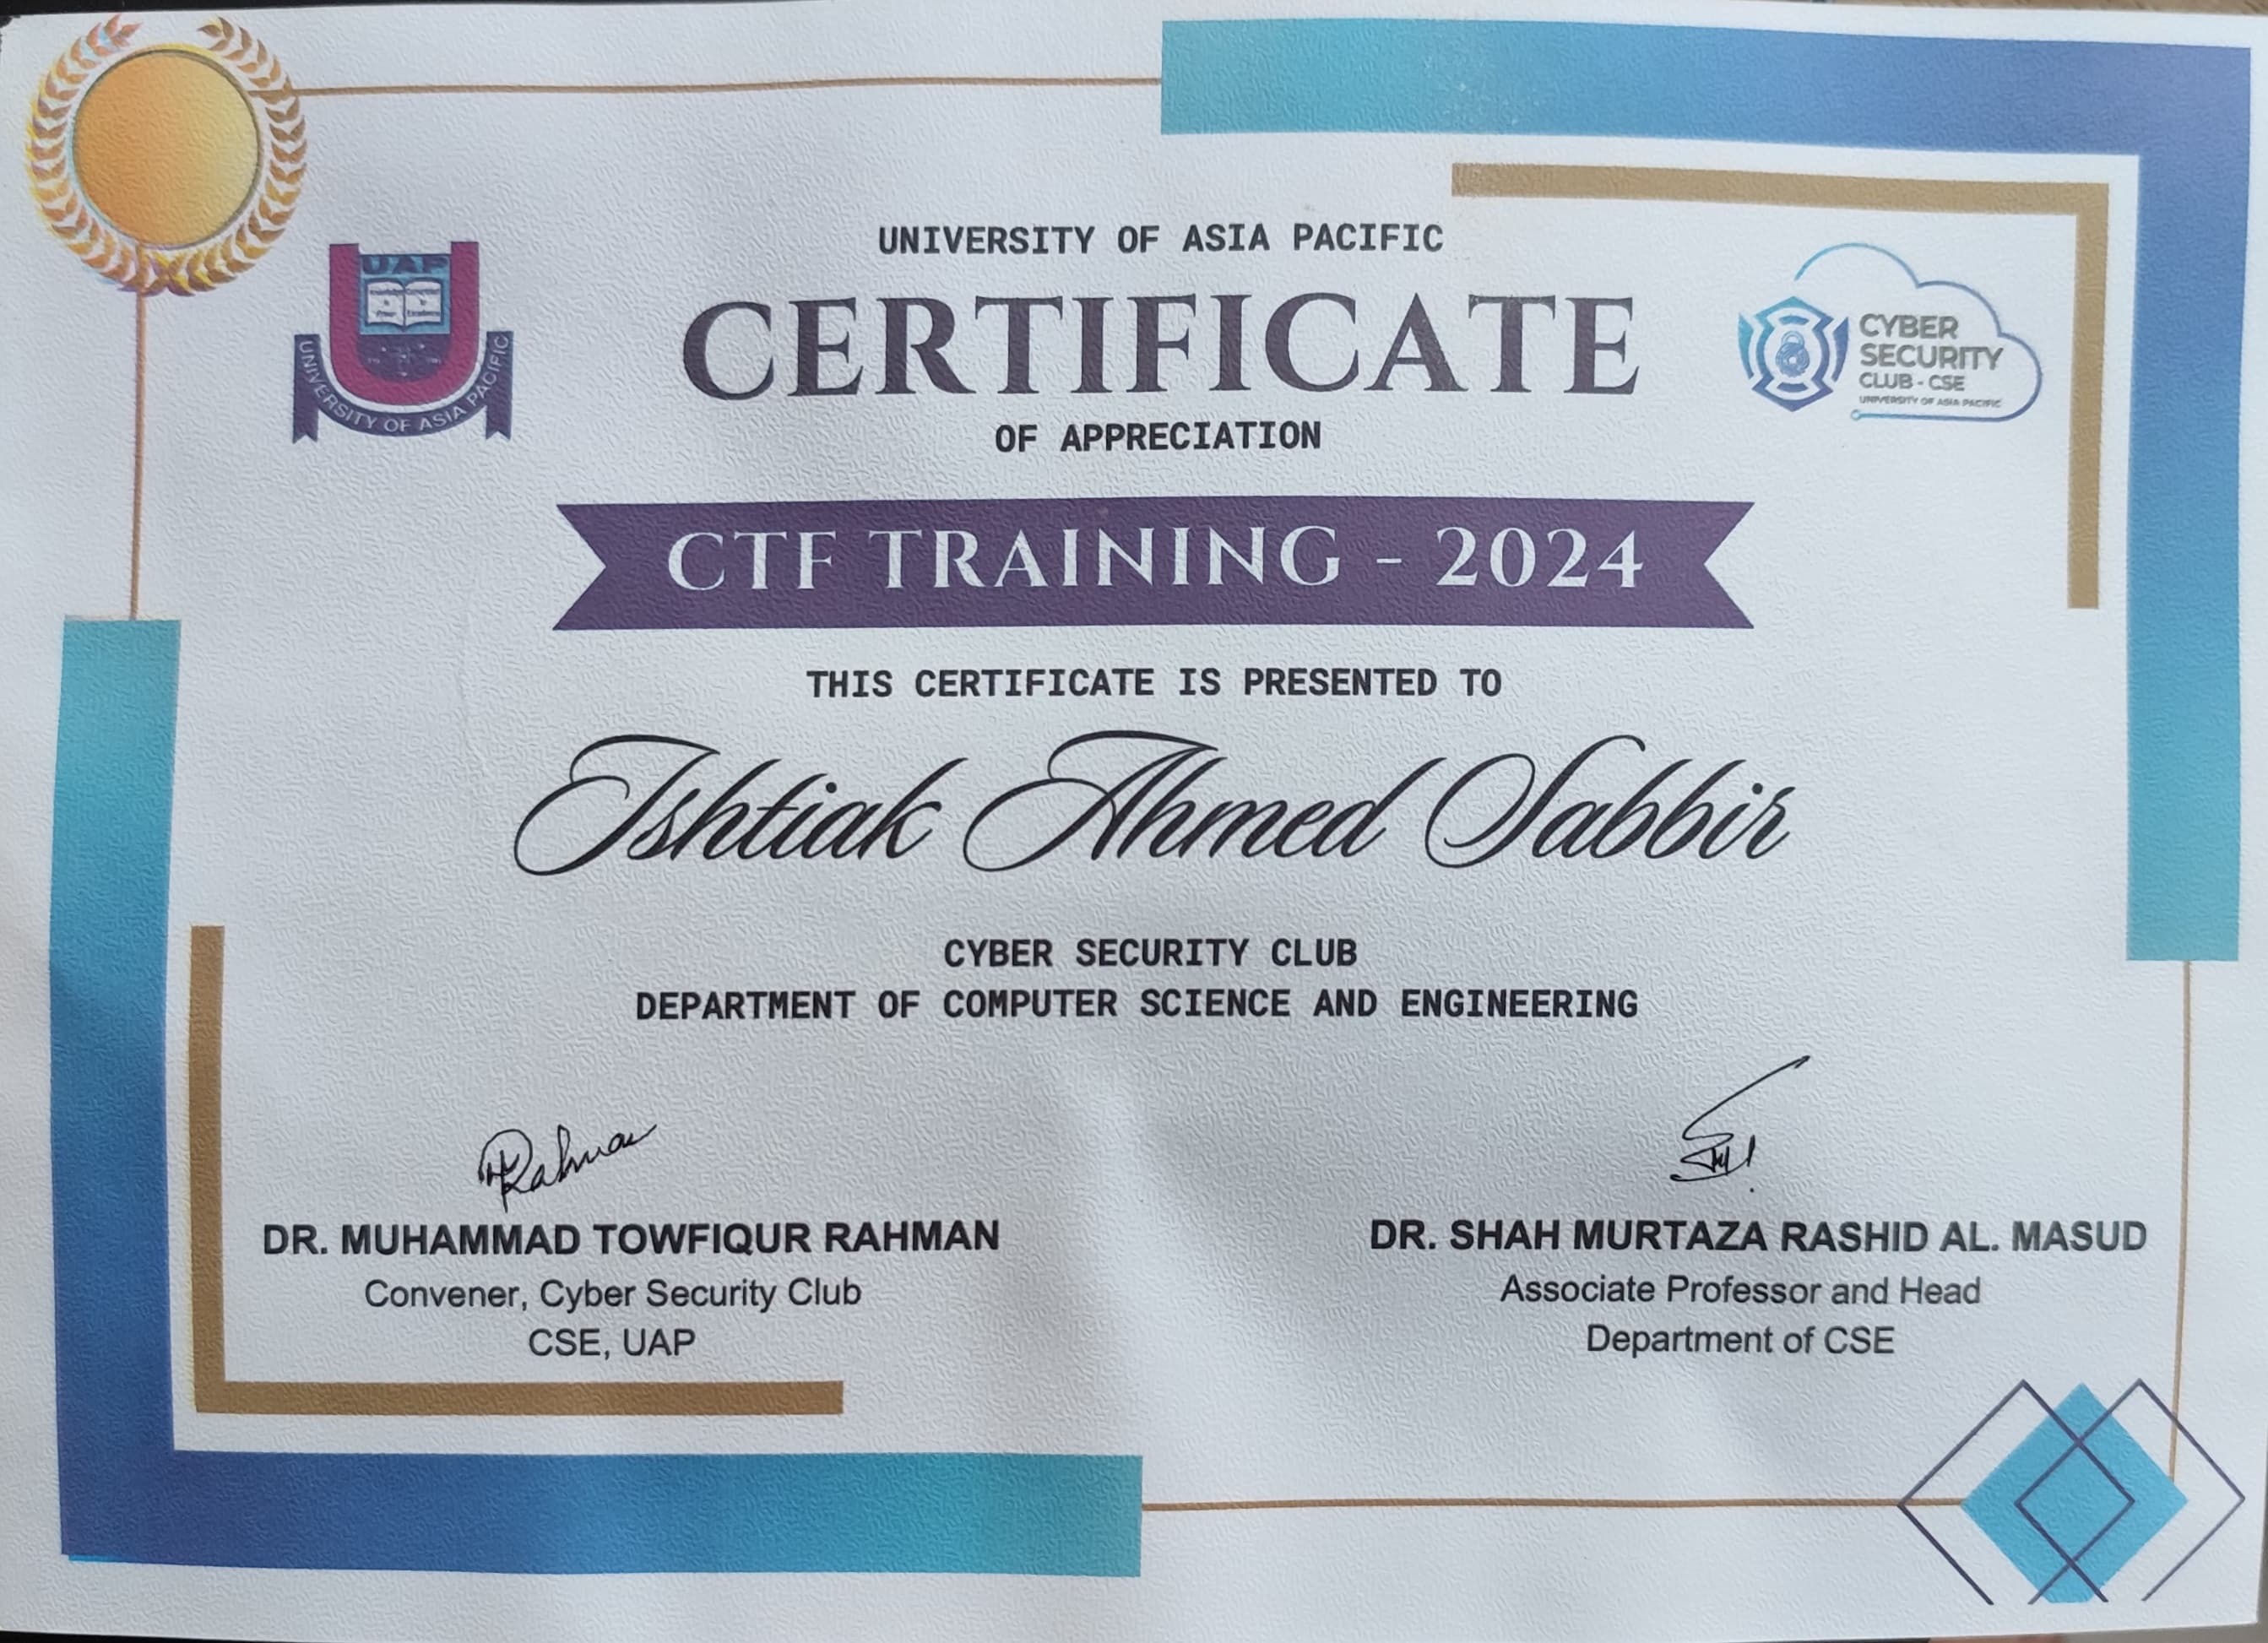 UNIVERSITY OF ASIA PACIFIC
CERTIFICATE
OF APPRECIATION
UAP
UNIVERSITY OF ASIA PACIFIC
CYBER
SECURITY
CLUB - CSE
UNIVERSITY OF ASIA PACIFIC
CTF TRAINING - 2024
THIS CERTIFICATE IS PRESENTED TO
Ishtiak Ahmed Sabbir
CYBER SECURITY CLUB
DEPARTMENT OF COMPUTER SCIENCE AND ENGINEERING
Rahman
DR. MUHAMMAD TOWFIQUR RAHMAN
Convener, Cyber Security Club
CSE, UAP
DR. SHAH MURTAZA RASHID AL. MASUD
Associate Professor and Head
Department of CSE